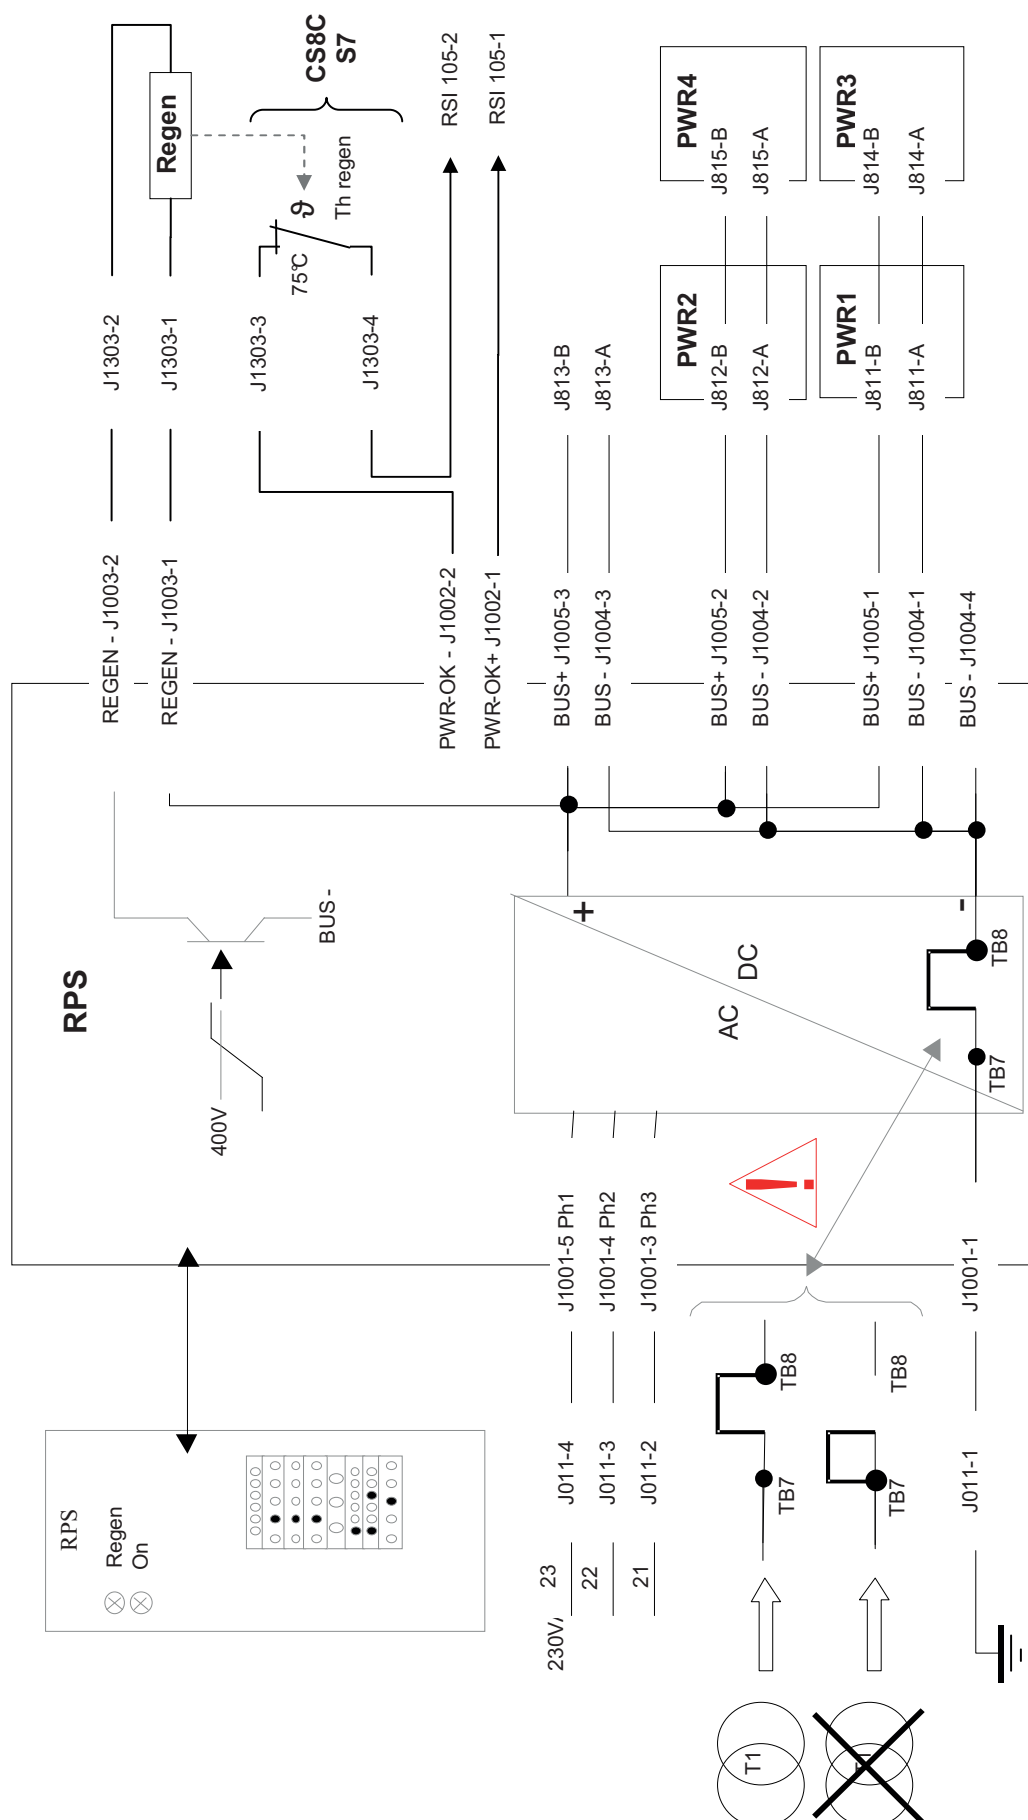 RPS
Regen
On
RPS
400V
BUS -
REGEN - J1003-2
J1303-2
REGEN - J1003-1
J1303-1
Regen
J1303-3
75°C
ϑ
Th regen
J1303-4
CS8C
S7
PWR-OK - J1002-2
RSI 105-2
PWR-OK+ J1002-1
RSI 105-1
230V/
23
J011-4
J1001-5 Ph1
22
J011-3
J1001-4 Ph2
21
J011-2
J1001-3 Ph3
AC
DC
+
-
TB7
TB8
BUS+ J1005-3
J813-B
BUS - J1004-3
J813-A
PWR2
PWR4
BUS+ J1005-2
J812-B
J815-B
BUS - J1004-2
J812-A
J815-A
PWR1
PWR3
BUS+ J1005-1
J811-B
J814-B
BUS - J1004-1
J811-A
J814-A
BUS - J1004-4
T1
TB7
TB8
TB7
TB8
J011-1
J1001-1